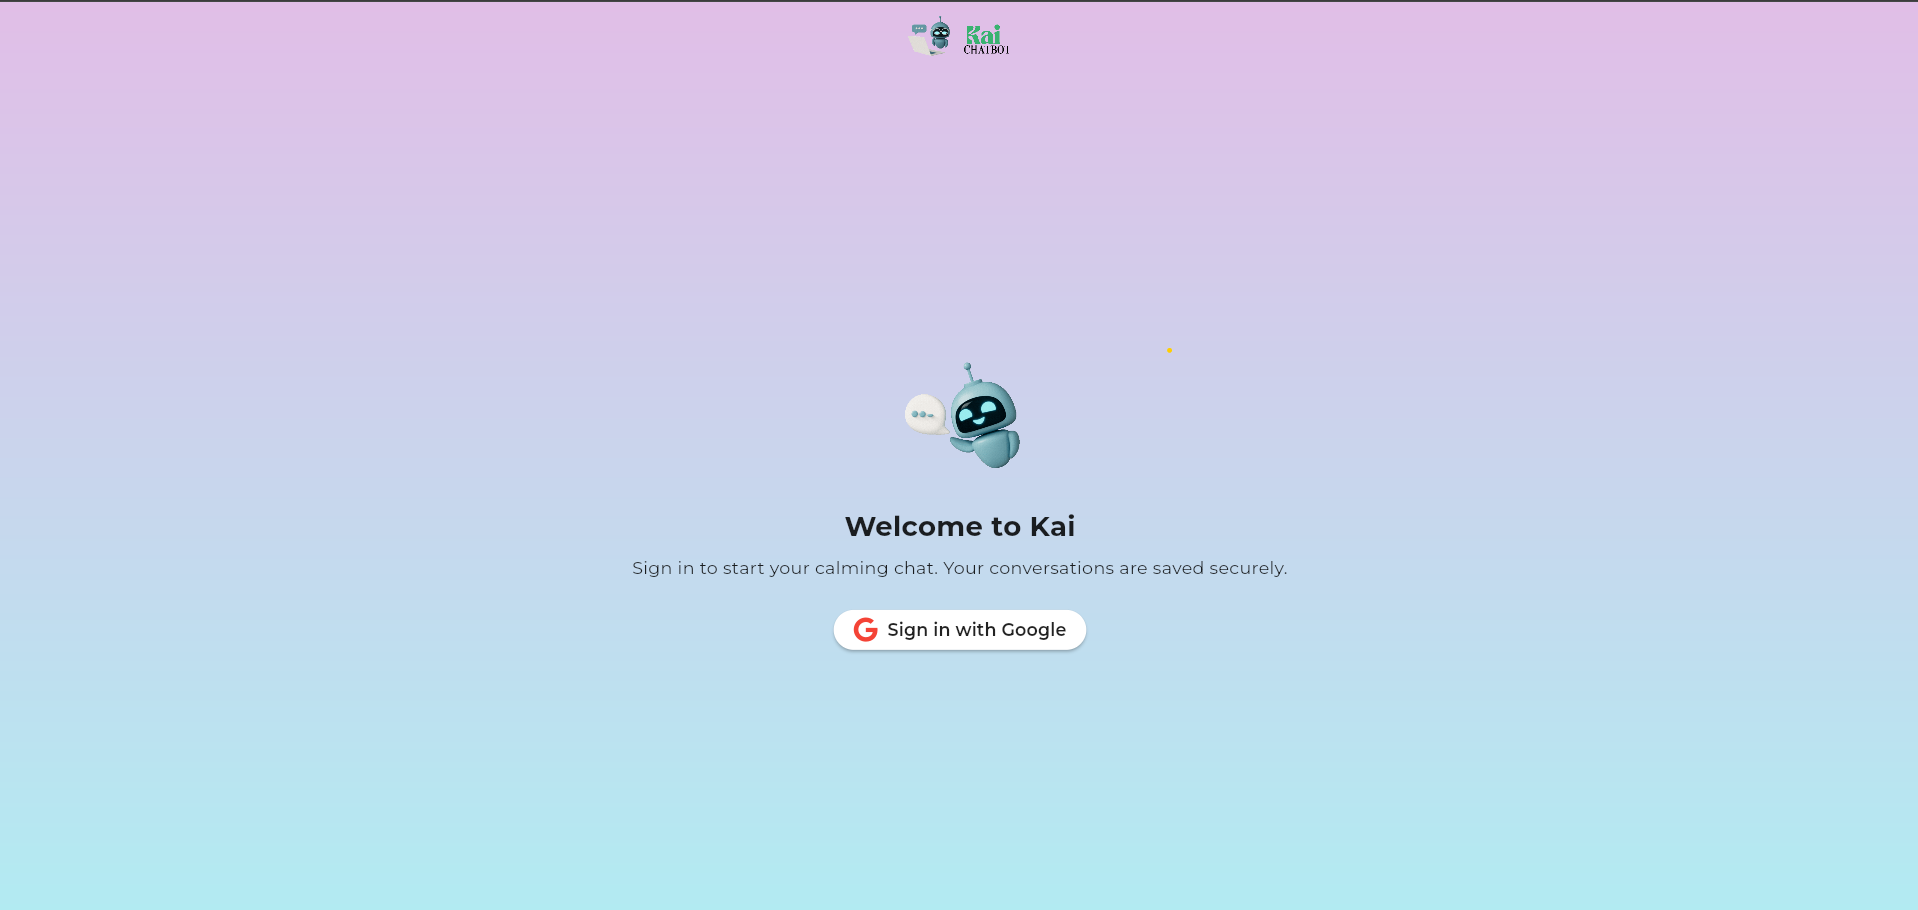 Kai
CHATBOT
Welcome to Kai
Sign in to start your calming chat. Your conversations are saved securely.
Sign in with Google